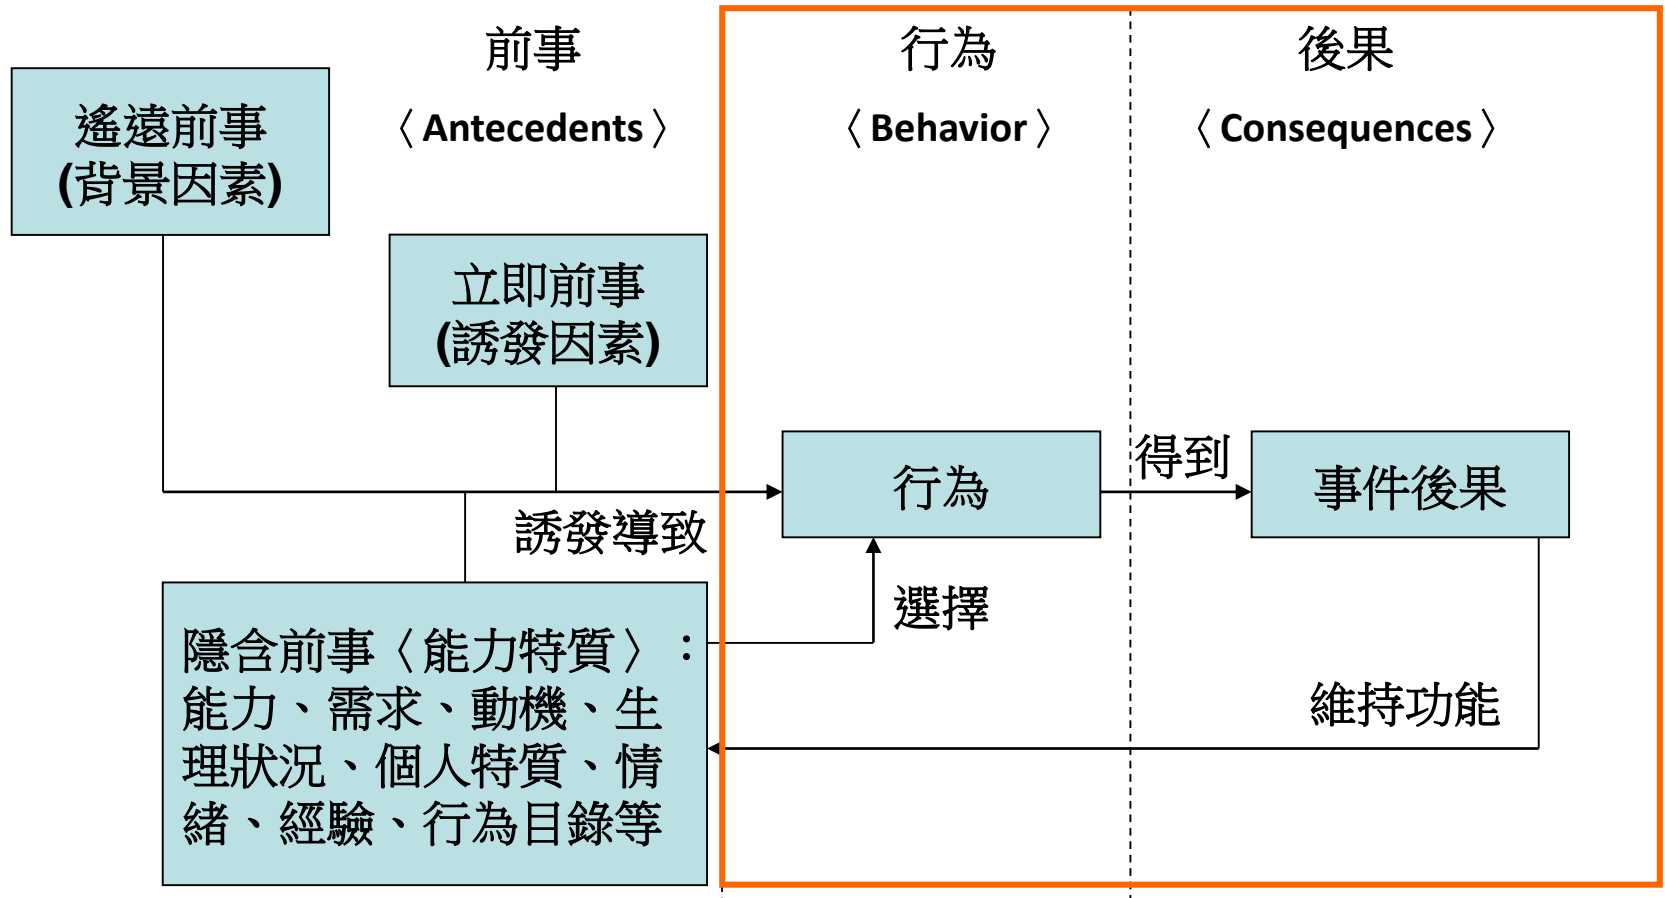 前事
〈Antecedents〉
行為
〈Behavior〉
後果
〈Consequences〉
遙遠前事
(背景因素)
立即前事
(誘發因素)
行為
得到
事件後果
誘發導致
選擇
隱含前事〈能力特質〉：
能力、需求、動機、生
理狀況、個人特質、情
緒、經驗、行為目錄等
維持功能